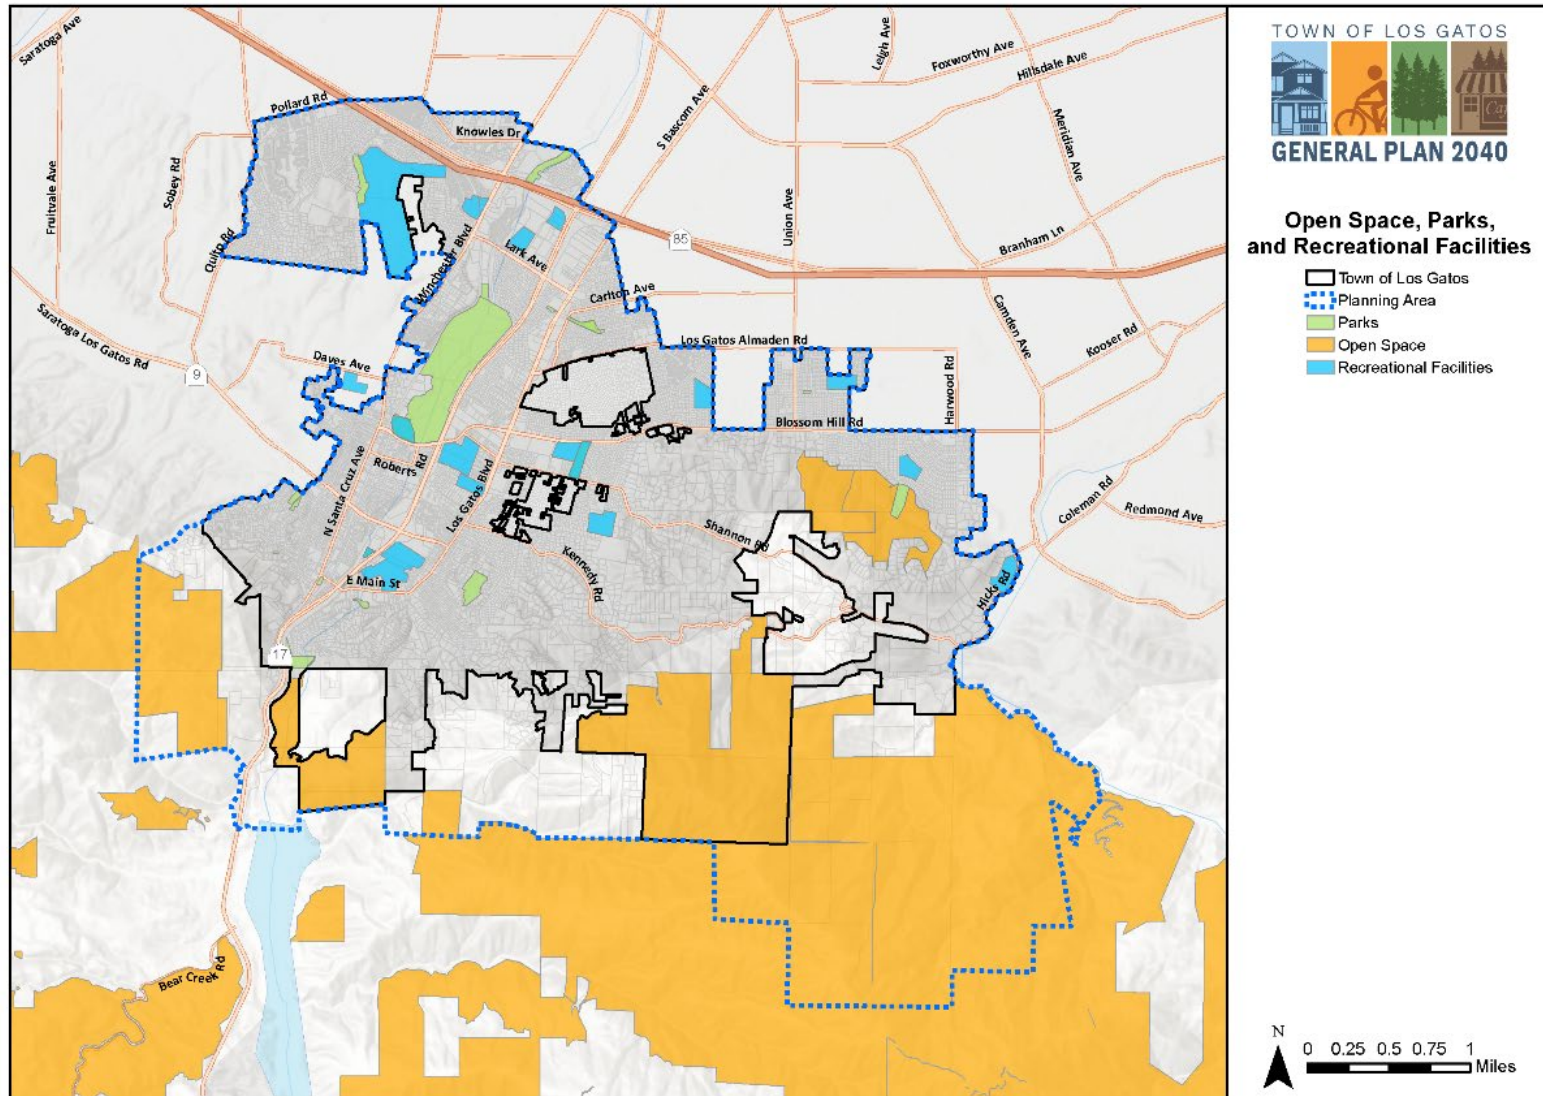 Saratoga Ave
Leigh Ave
Foxworthy Ave
Hillsdale Ave
Pollard Rd
Knowles Dr
S Bascom Ave
Meridian Ave
Fruitvale Ave
Sobey Rd
Quito Rd
Winchester Blvd
Lark Ave
Union Ave
85
Branham Ln
Carlton Ave
Camden Ave
Saratoga Los Gatos Rd
9
Daves Ave
Los Gatos Almaden Rd
Kooser Rd
Harwood Rd
Blossom Hill Rd
N Santa Cruz Ave
Roberts Rd
Los Gatos Blvd
Shannon Rd
Coleman Rd
Redmond Ave
E Main St
Kennedy Rd
Hicks Rd
17
Bear Creek Rd
TOWN OF LOS GATOS
Caf
GENERAL PLAN 2040
Open Space, Parks,
and Recreational Facilities
Town of Los Gatos
Planning Area
Parks
Open Space
Recreational Facilities
N
0 0.25 0.5 0.75 1
Miles